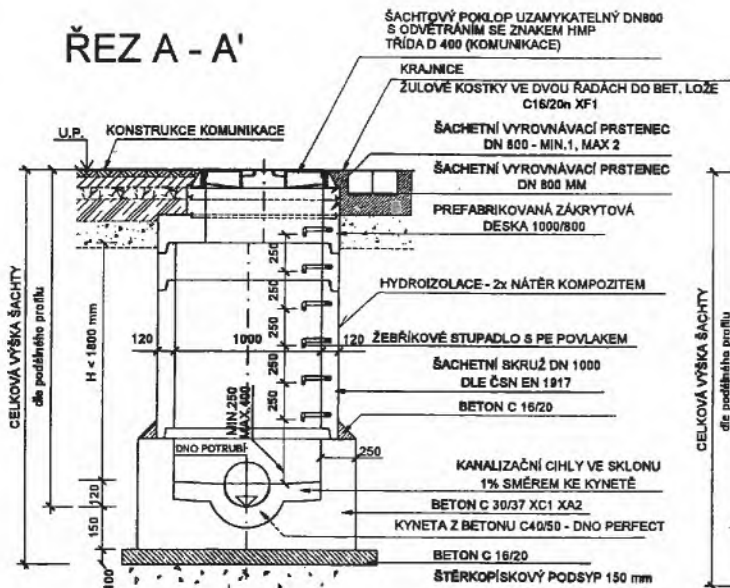 ŘEZ A - A'
ŠACHTOVÝ POKLOP UZAMYKATELNÝ DN800
S ODVĚTRÁNÍM SE ZNAKEM HMP
TŘÍDA D 400 (KOMUNIKACE)
KRAJNICE
ŽULOVÉ KOSTKY VE DVOU ŘADÁCH DO BET. LOŽE
C16/20n XF1
U.P.
KONSTRUKCE KOMUNIKACE
ŠACHETNÍ VYROVNÁVACÍ PRSTENEC
DN 800 - MIN.1, MAX 2
ŠACHETNÍ VYROVNÁVACÍ PRSTENEC
DN 800 MM
PREFABRIKOVANÁ ZÁKRYTOVÁ
DESKA 1000/800
250
HYDROIZOLACE - 2x NÁTĚR KOMPOZITEM
250
250
120
1000
120
ŽEBŘÍKOVÉ STUPADLO S PE POVLAKEM
ŠACHETNÍ SKRUŽ DN 1000
DLE ČSN EN 1917
250
BETON C 16/20
MIN.250
MAX.400
H < 1800 mm
CELKOVÁ VÝŠKA ŠACHTY
dle podélného profilu
CELKOVÁ VÝŠKA ŠACHTY
dle podélného profilu
DNO POTRUBÍ
250
KANALIZAČNÍ CIHLY VE SKLONU
1% SMĚREM KE KYNETĚ
120
BETON C 30/37 XC1 XA2
150
KYNETA Z BETONU C40/50 - DNO PERFECT
BETON C 16/20
100
ŠTĚRKOPÍSKOVÝ PODSYP 150 mm